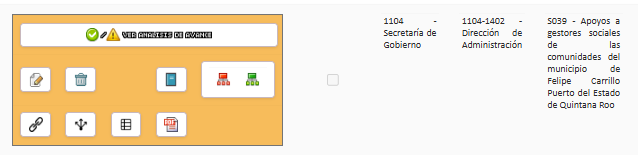 VER ANALISIS DE AVANCE
1104 -
Secretaría de
Gobierno
1104-1402 -
Dirección de
Administración
S039 - Apoyos a
gestores sociales
de las
comunidades del
municipio de
Felipe Carrillo
Puerto del Estado
de Quintana Roo
PDF